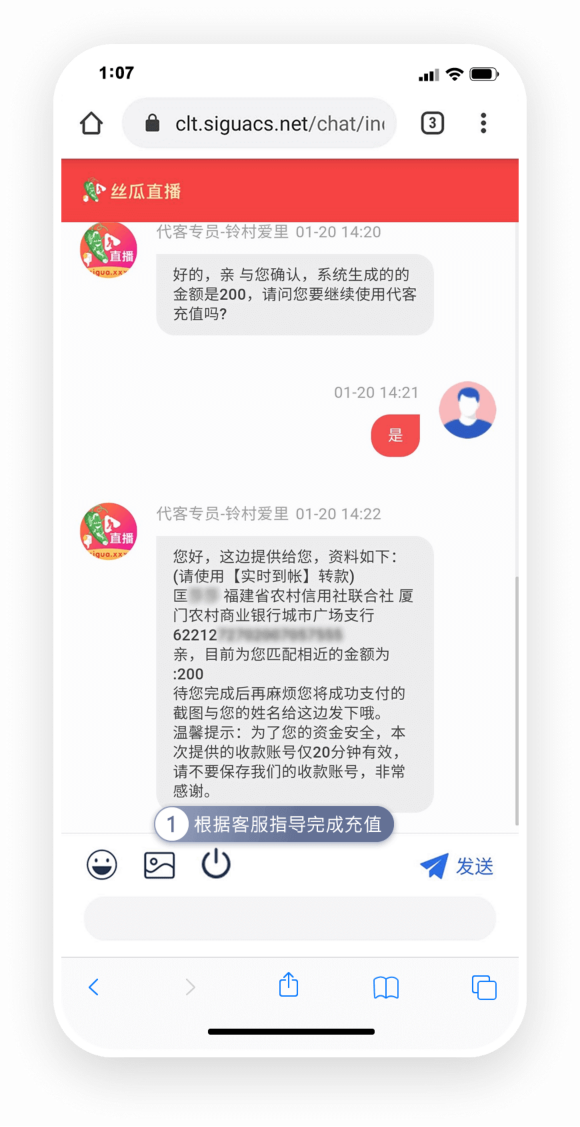 1:07
clt.siguacs.net/chat/in
3
丝瓜直播
代客专员-铃村爱里 01-20 14:20
直播
好的，亲 与您确认，系统生成的的
金额是200，请问您要继续使用代客
充值吗?
01-20 14:21
是
代客专员-铃村爱里 01-20 14:22
直播
您好，这边提供给您，资料如下：
(请使用【实时到帐】转款)
匡 福建省农村信用社联合社 厦
门农村商业银行城市广场支行
62212
亲，目前为您匹配相近的金额为
:200
待您完成后再麻烦您将成功支付的
截图与您的姓名给这边发下哦。
温馨提示：为了您的资金安全，本
次提供的收款账号仅20分钟有效，
请不要保存我们的收款账号，非常
感谢。
1 根据客服指导完成充值
发送